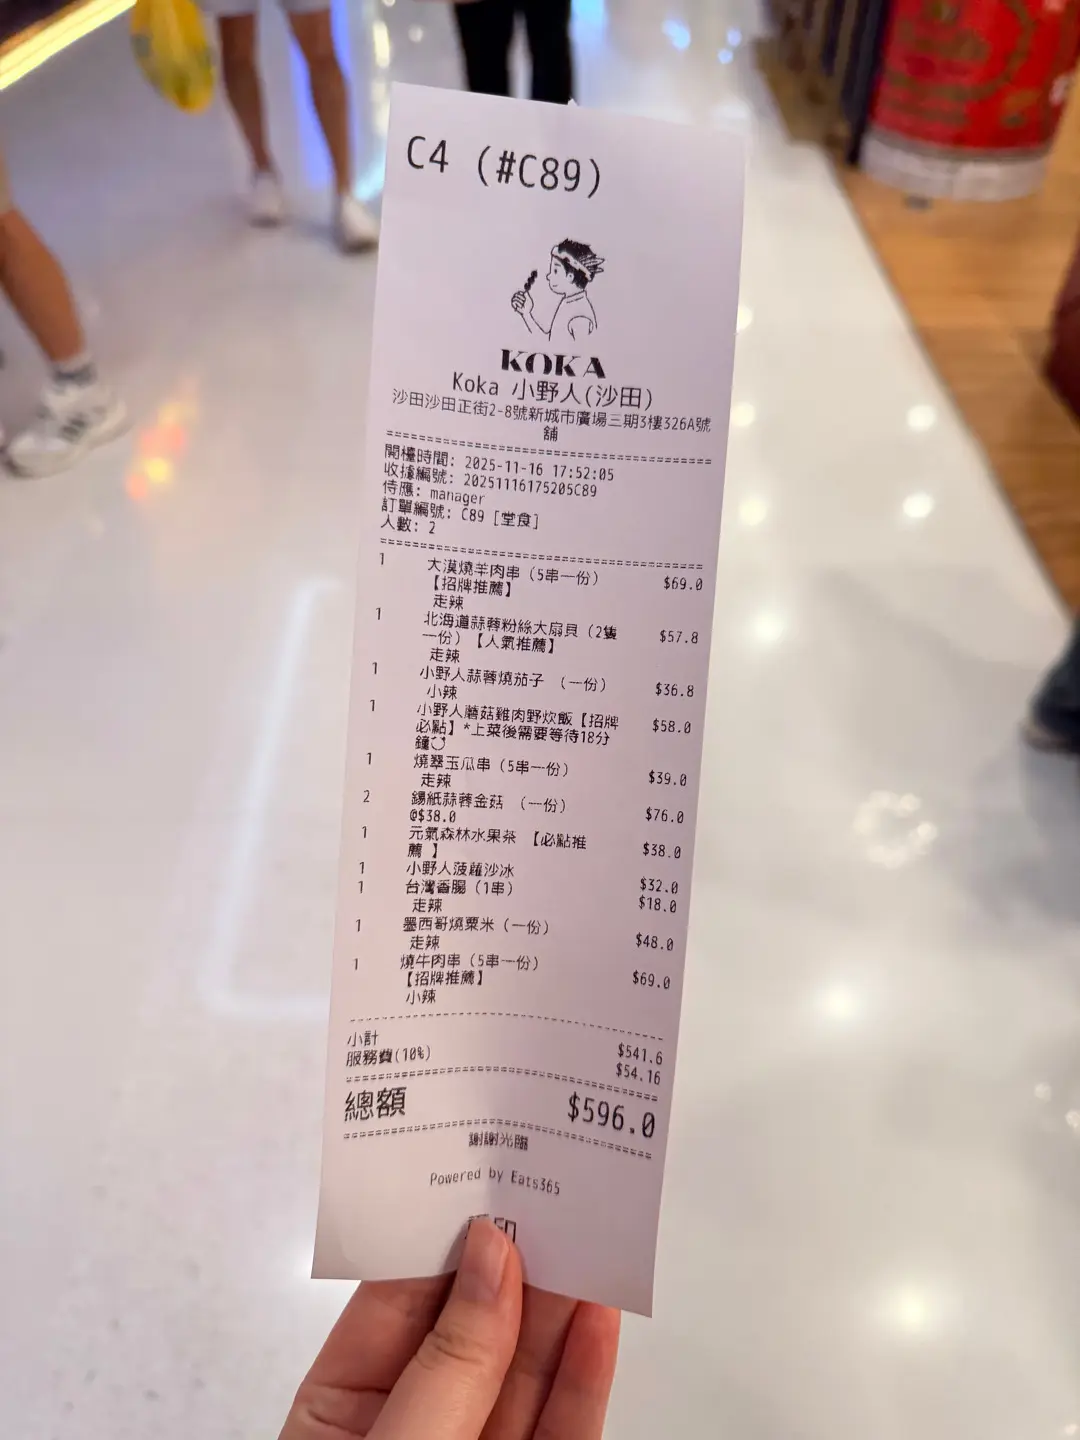 C4 (#C89)
KOKA
Koka 小野人(沙田)
沙田沙田正街2-8號新城市廣場三期3樓326A號
舖
開檯時間: 2025-11-16 17:52:05
收據編號: 20251116175205C89
侍應: manager
訂單編號: C89 [堂食]
人數: 2
1 大漠燒羊肉串 (5串一份) $69.0
【招牌推薦】
走辣
1 北海道蒜蓉粉絲大扇貝 (2隻 $57.8
一份) 【人氣推薦】
走辣
1 小野人蒜蓉燒茄子 (一份) $36.8
小辣
1 小野人蘑菇雞肉野炊飯【招牌 $58.0
必點】*上菜後需要等待18分
鐘
1 燒翠玉瓜串 (5串一份) $39.0
走辣
2 錫紙蒜蓉金菇 (一份) $76.0
@$38.0
1 元氣森林水果茶 【必點推 $38.0
薦 】
1 小野人菠蘿沙冰 $32.0
1 台灣香腸 (1串) $18.0
走辣
1 墨西哥燒粟米 (一份) $48.0
走辣
1 燒牛肉串 (5串一份) $69.0
【招牌推薦】
小辣
小計 $541.6
服務費(10%) $54.16
總額 $596.0
謝謝光臨
Powered by Eats365